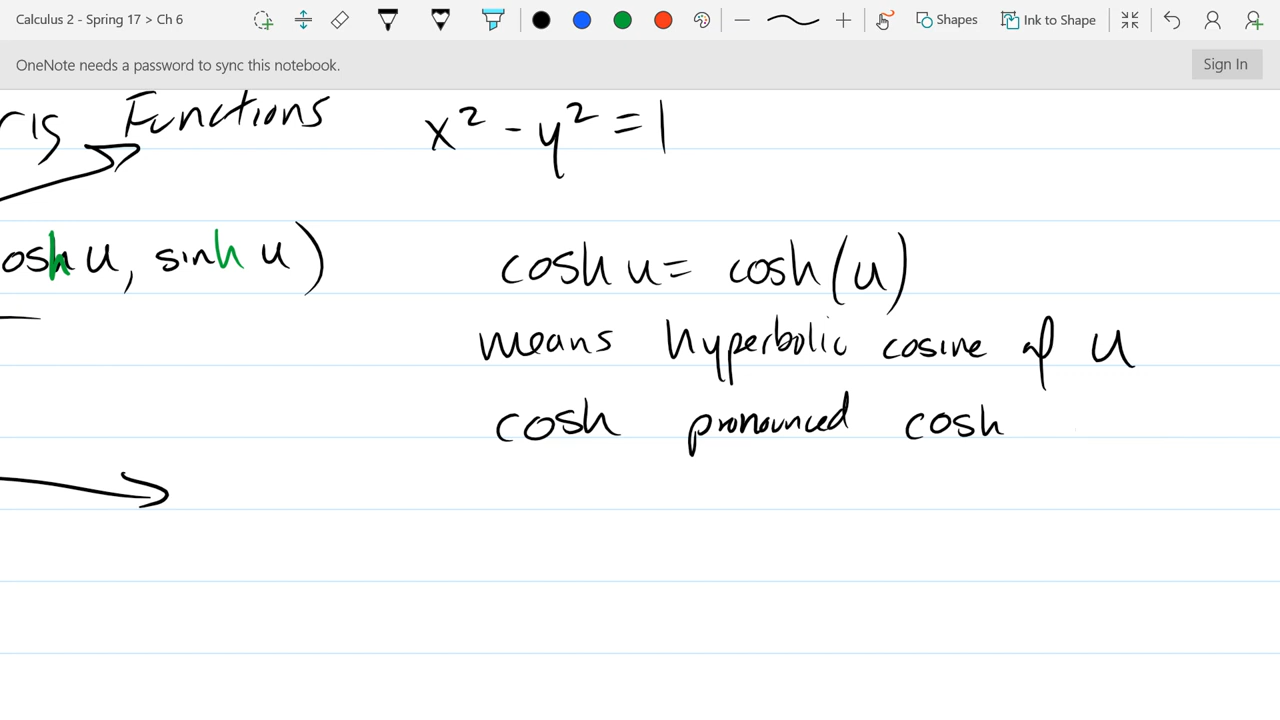 Calculus 2 - Spring 17 > Ch 6
Shapes
Ink to Shape
OneNote needs a password to sync this notebook.
Sign In
Functions
x² - y² = 1
osh u, sinh u)
cosh u = cosh(u)
means hyperbolic cosine of u
cosh pronounced cosh